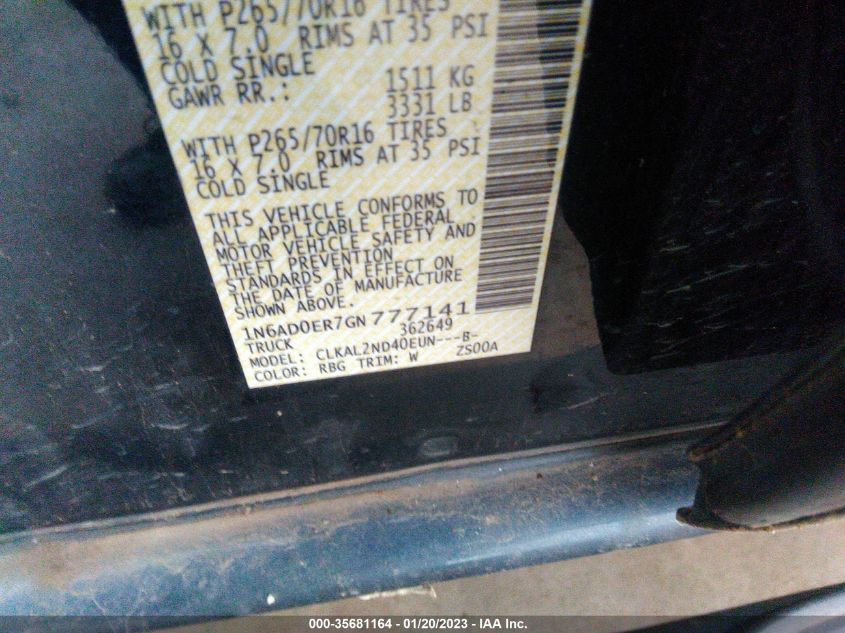 WITH P265/70R16 TIRES
16 X 7.0 RIMS AT 35 PSI
COLD SINGLE
GAWR RR.: 1511 KG
3331 LB
WITH P265/70R16 TIRES
16 X 7.0 RIMS AT 35 PSI
COLD SINGLE
THIS VEHICLE CONFORMS TO
ALL APPLICABLE FEDERAL
MOTOR VEHICLE SAFETY AND
THEFT PREVENTION
STANDARDS IN EFFECT ON
THE DATE OF MANUFACTURE
SHOWN ABOVE.
1N6AD0ER7GN777141
TRUCK 362649
MODEL: CLKAL2ND40EUN---B-
ZS00A
COLOR: RBG TRIM: W
000-35681164 / 01/20/2023 - IAA Inc.